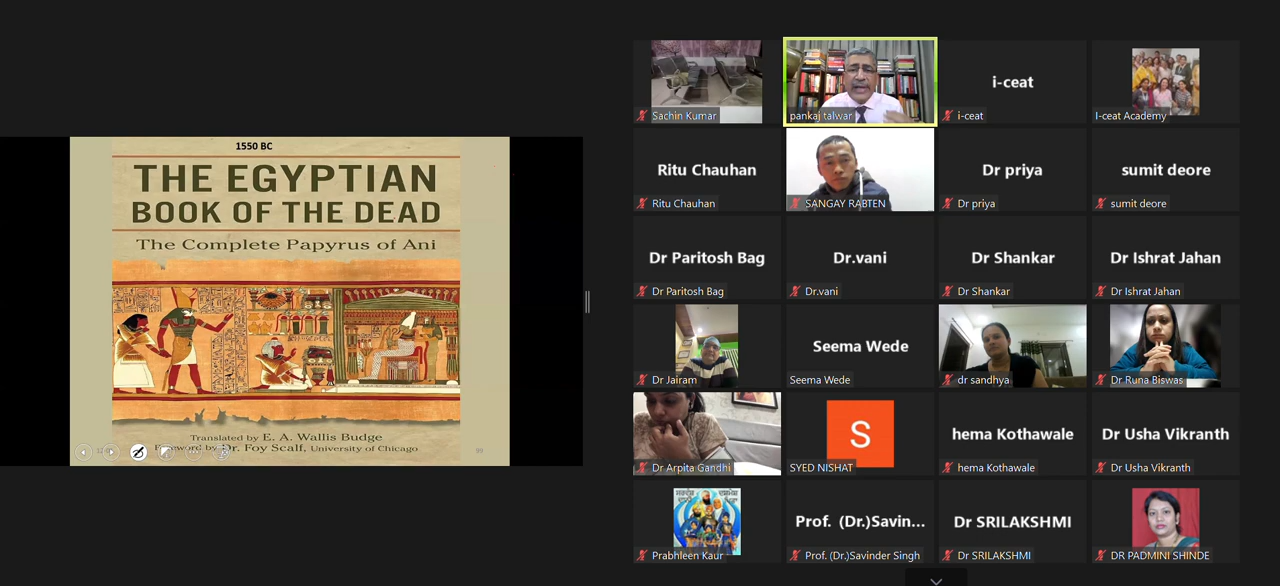 1550 BC
THE EGYPTIAN
BOOK OF THE DEAD
The Complete Papyrus of Ani
Translated by E. A. Wallis Budge
Foreword by Dr. Foy Scalf, University of Chicago
99
Sachin Kumar
pankaj talwar
i-ceat
i-ceat
I-ceat Academy
Ritu Chauhan
Ritu Chauhan
SANGAY RABTEN
Dr priya
Dr priya
sumit deore
sumit deore
Dr Paritosh Bag
Dr Paritosh Bag
Dr.vani
Dr.vani
Dr Shankar
Dr Shankar
Dr Ishrat Jahan
Dr Ishrat Jahan
Dr Jairam
Seema Wede
Seema Wede
dr sandhya
Dr Runa Biswas
Dr Arpita Gandhi
S
SYED NISHAT
hema Kothawale
hema Kothawale
Dr Usha Vikranth
Dr Usha Vikranth
Prabhleen Kaur
Prof. (Dr.)Savin...
Prof. (Dr.)Savinder Singh
Dr SRILAKSHMI
Dr SRILAKSHMI
DR PADMINI SHINDE